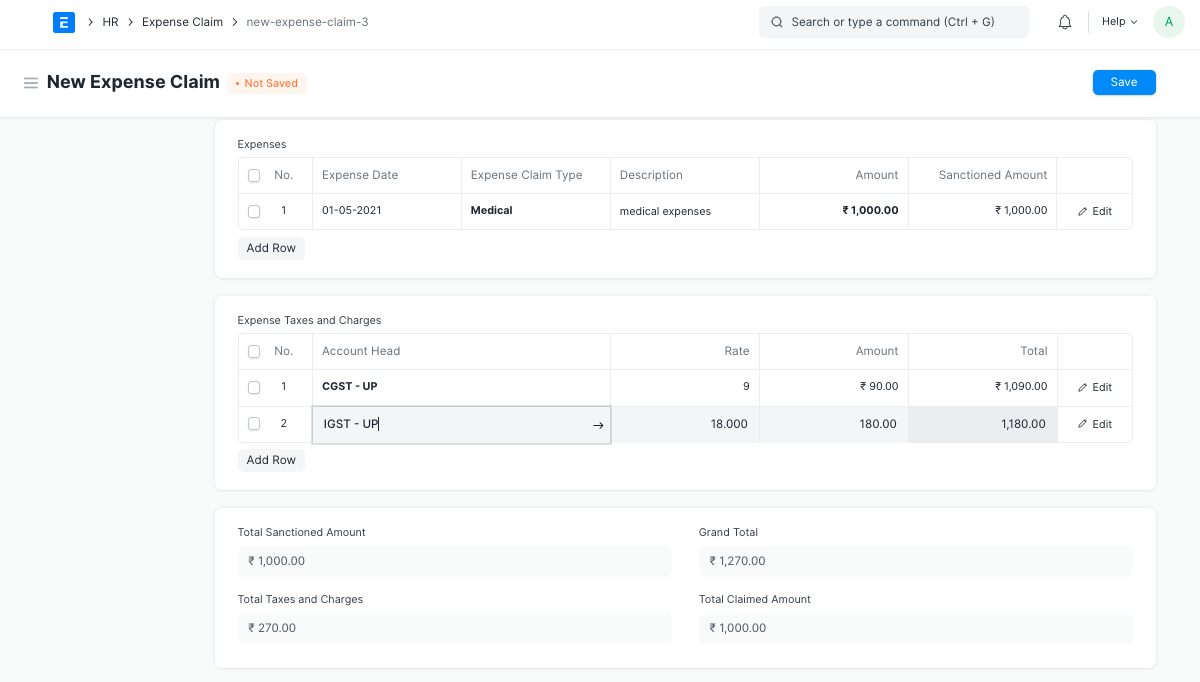 E HR Expense Claim new-expense-claim-3 Search or type a command (Ctrl + G) Help A
New Expense Claim • Not Saved Save
Expenses
No. Expense Date Expense Claim Type Description Amount Sanctioned Amount
1 01-05-2021 Medical medical expenses ₹ 1,000.00 ₹ 1,000.00 Edit
Add Row
Expense Taxes and Charges
No. Account Head Rate Amount Total
1 CGST - UP 9 ₹ 90.00 ₹ 1,090.00 Edit
2 IGST - UP 18.000 180.00 1,180.00 Edit
Add Row
Total Sanctioned Amount Grand Total
₹ 1,000.00 ₹ 1,270.00
Total Taxes and Charges Total Claimed Amount
₹ 270.00 ₹ 1,000.00